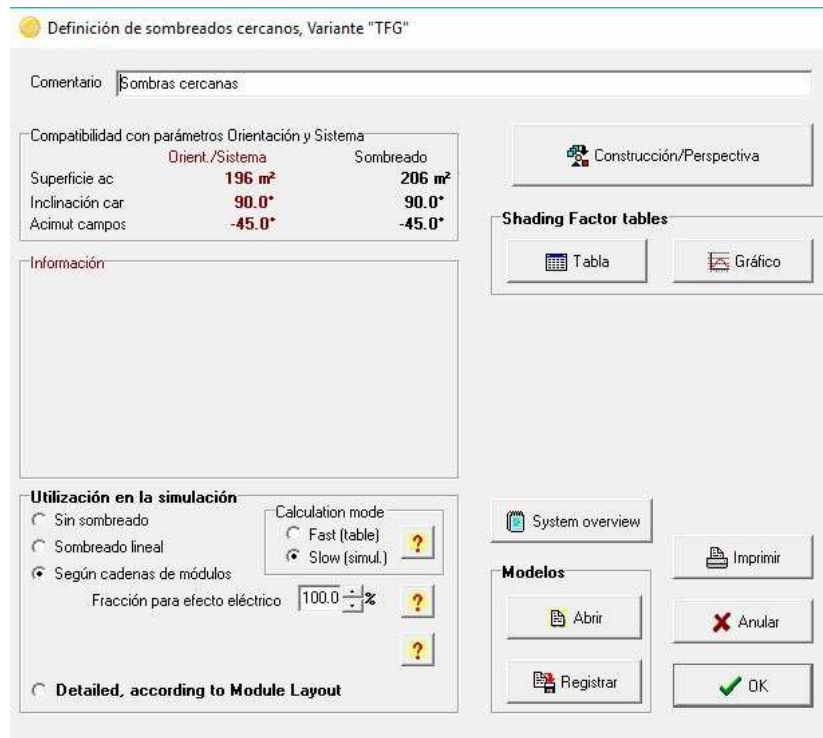 Definición de sombreados cercanos, Variante "TFG"
Comentario Sombras cercanas
Compatibilidad con parámetros Orientación y Sistema
Orient./Sistema Sombreado
Superficie ac 196 m² 206 m²
Inclinación car 90.0° 90.0°
Acimut campos -45.0° -45.0°
Construcción/Perspectiva
Shading Factor tables
Tabla Gráfico
Información
Utilización en la simulación
Sin sombreado
Sombreado lineal
Según cadenas de módulos
Calculation mode
Fast (table)
Slow (simul.)
?
Fracción para efecto eléctrico 100.0 % ?
?
Detailed, according to Module Layout
System overview
Modelos
Abrir
Registrar
Imprimir
Anular
OK